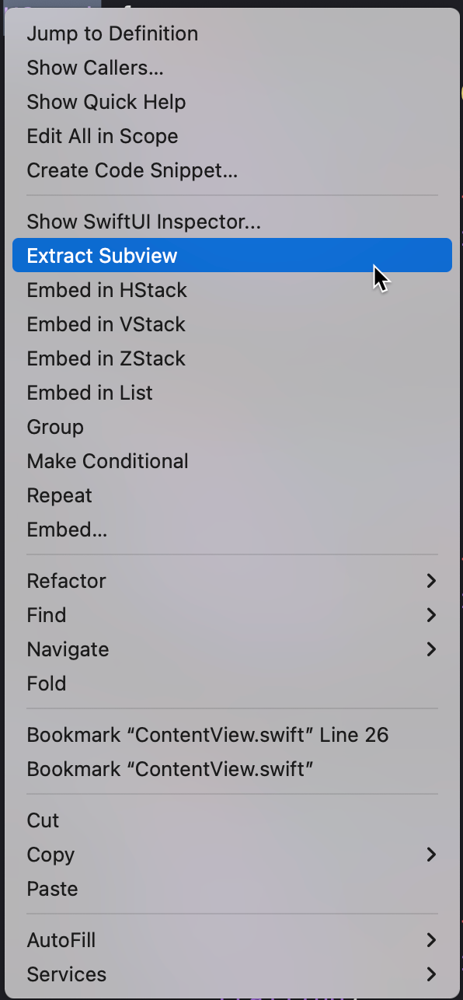 Jump to Definition
Show Callers...
Show Quick Help
Edit All in Scope
Create Code Snippet...
Show SwiftUI Inspector...
Extract Subview
Embed in HStack
Embed in VStack
Embed in ZStack
Embed in List
Group
Make Conditional
Repeat
Embed...
Refactor
Find
Navigate
Fold
Bookmark “ContentView.swift” Line 26
Bookmark “ContentView.swift”
Cut
Copy
Paste
AutoFill
Services